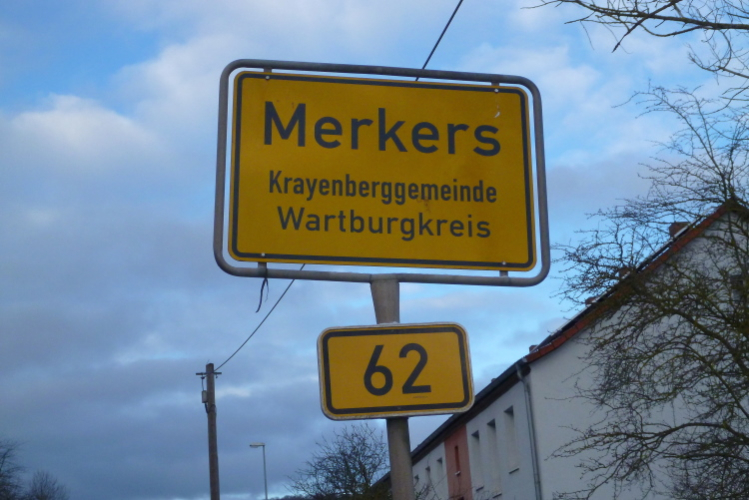 Merkers
Krayenberggemeinde
Wartburgkreis
62